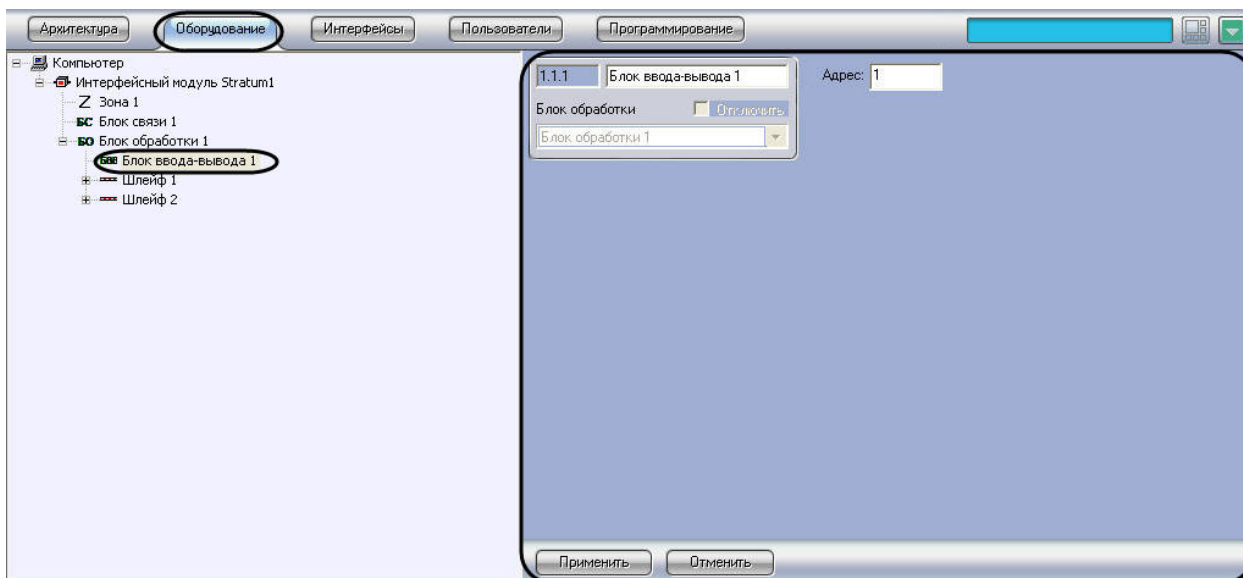 Архитектура Оборудование Интерфейсы Пользователи Программирование
Компьютер
Интерфейсный модуль Stratum1
Z Зона 1
БС Блок связи 1
БО Блок обработки 1
БВВ Блок ввода-вывода 1
Шлейф 1
Шлейф 2
1.1.1 Блок ввода-вывода 1 Адрес: 1
Блок обработки Отключить
Блок обработки 1
Применить Отменить